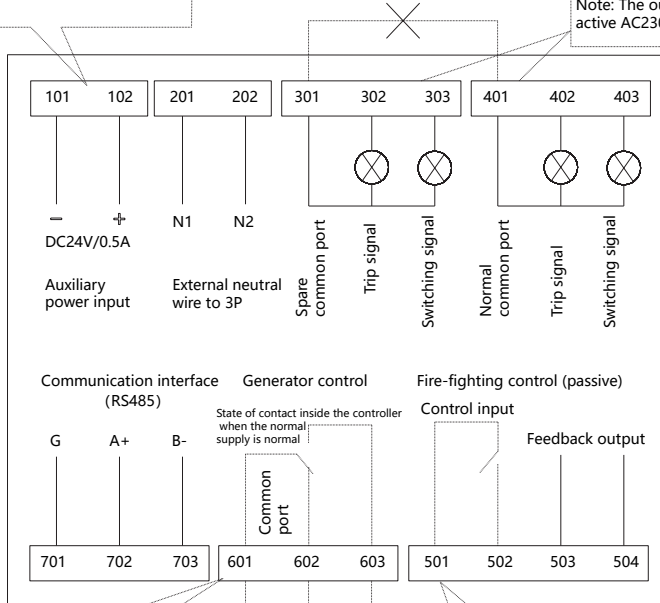 Note: The ou
active AC230
101 102 201 202 301 302 303 401 402 403
— + N1 N2
DC24V/0.5A
Auxiliary
power input
External neutral
wire to 3P
Spare
common port
Trip signal
Switching signal
Normal
common port
Trip signal
Switching signal
Communication interface
(RS485)
Generator control
Fire-fighting control (passive)
State of contact inside the controller
when the normal
supply is normal
Control input
Feedback output
G A+ B-
Common
port
701 702 703 601 602 603 501 502 503 504